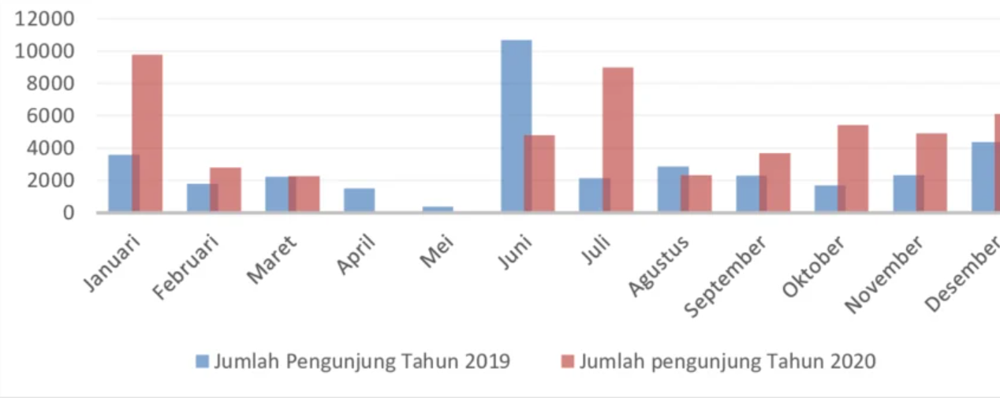 12000
10000
8000
6000
4000
2000
0
Januari
Februari
Maret
April
Mei
Juni
Juli
Agustus
September
Oktober
November
Desember
Jumlah Pengunjung Tahun 2019
Jumlah pengunjung Tahun 2020